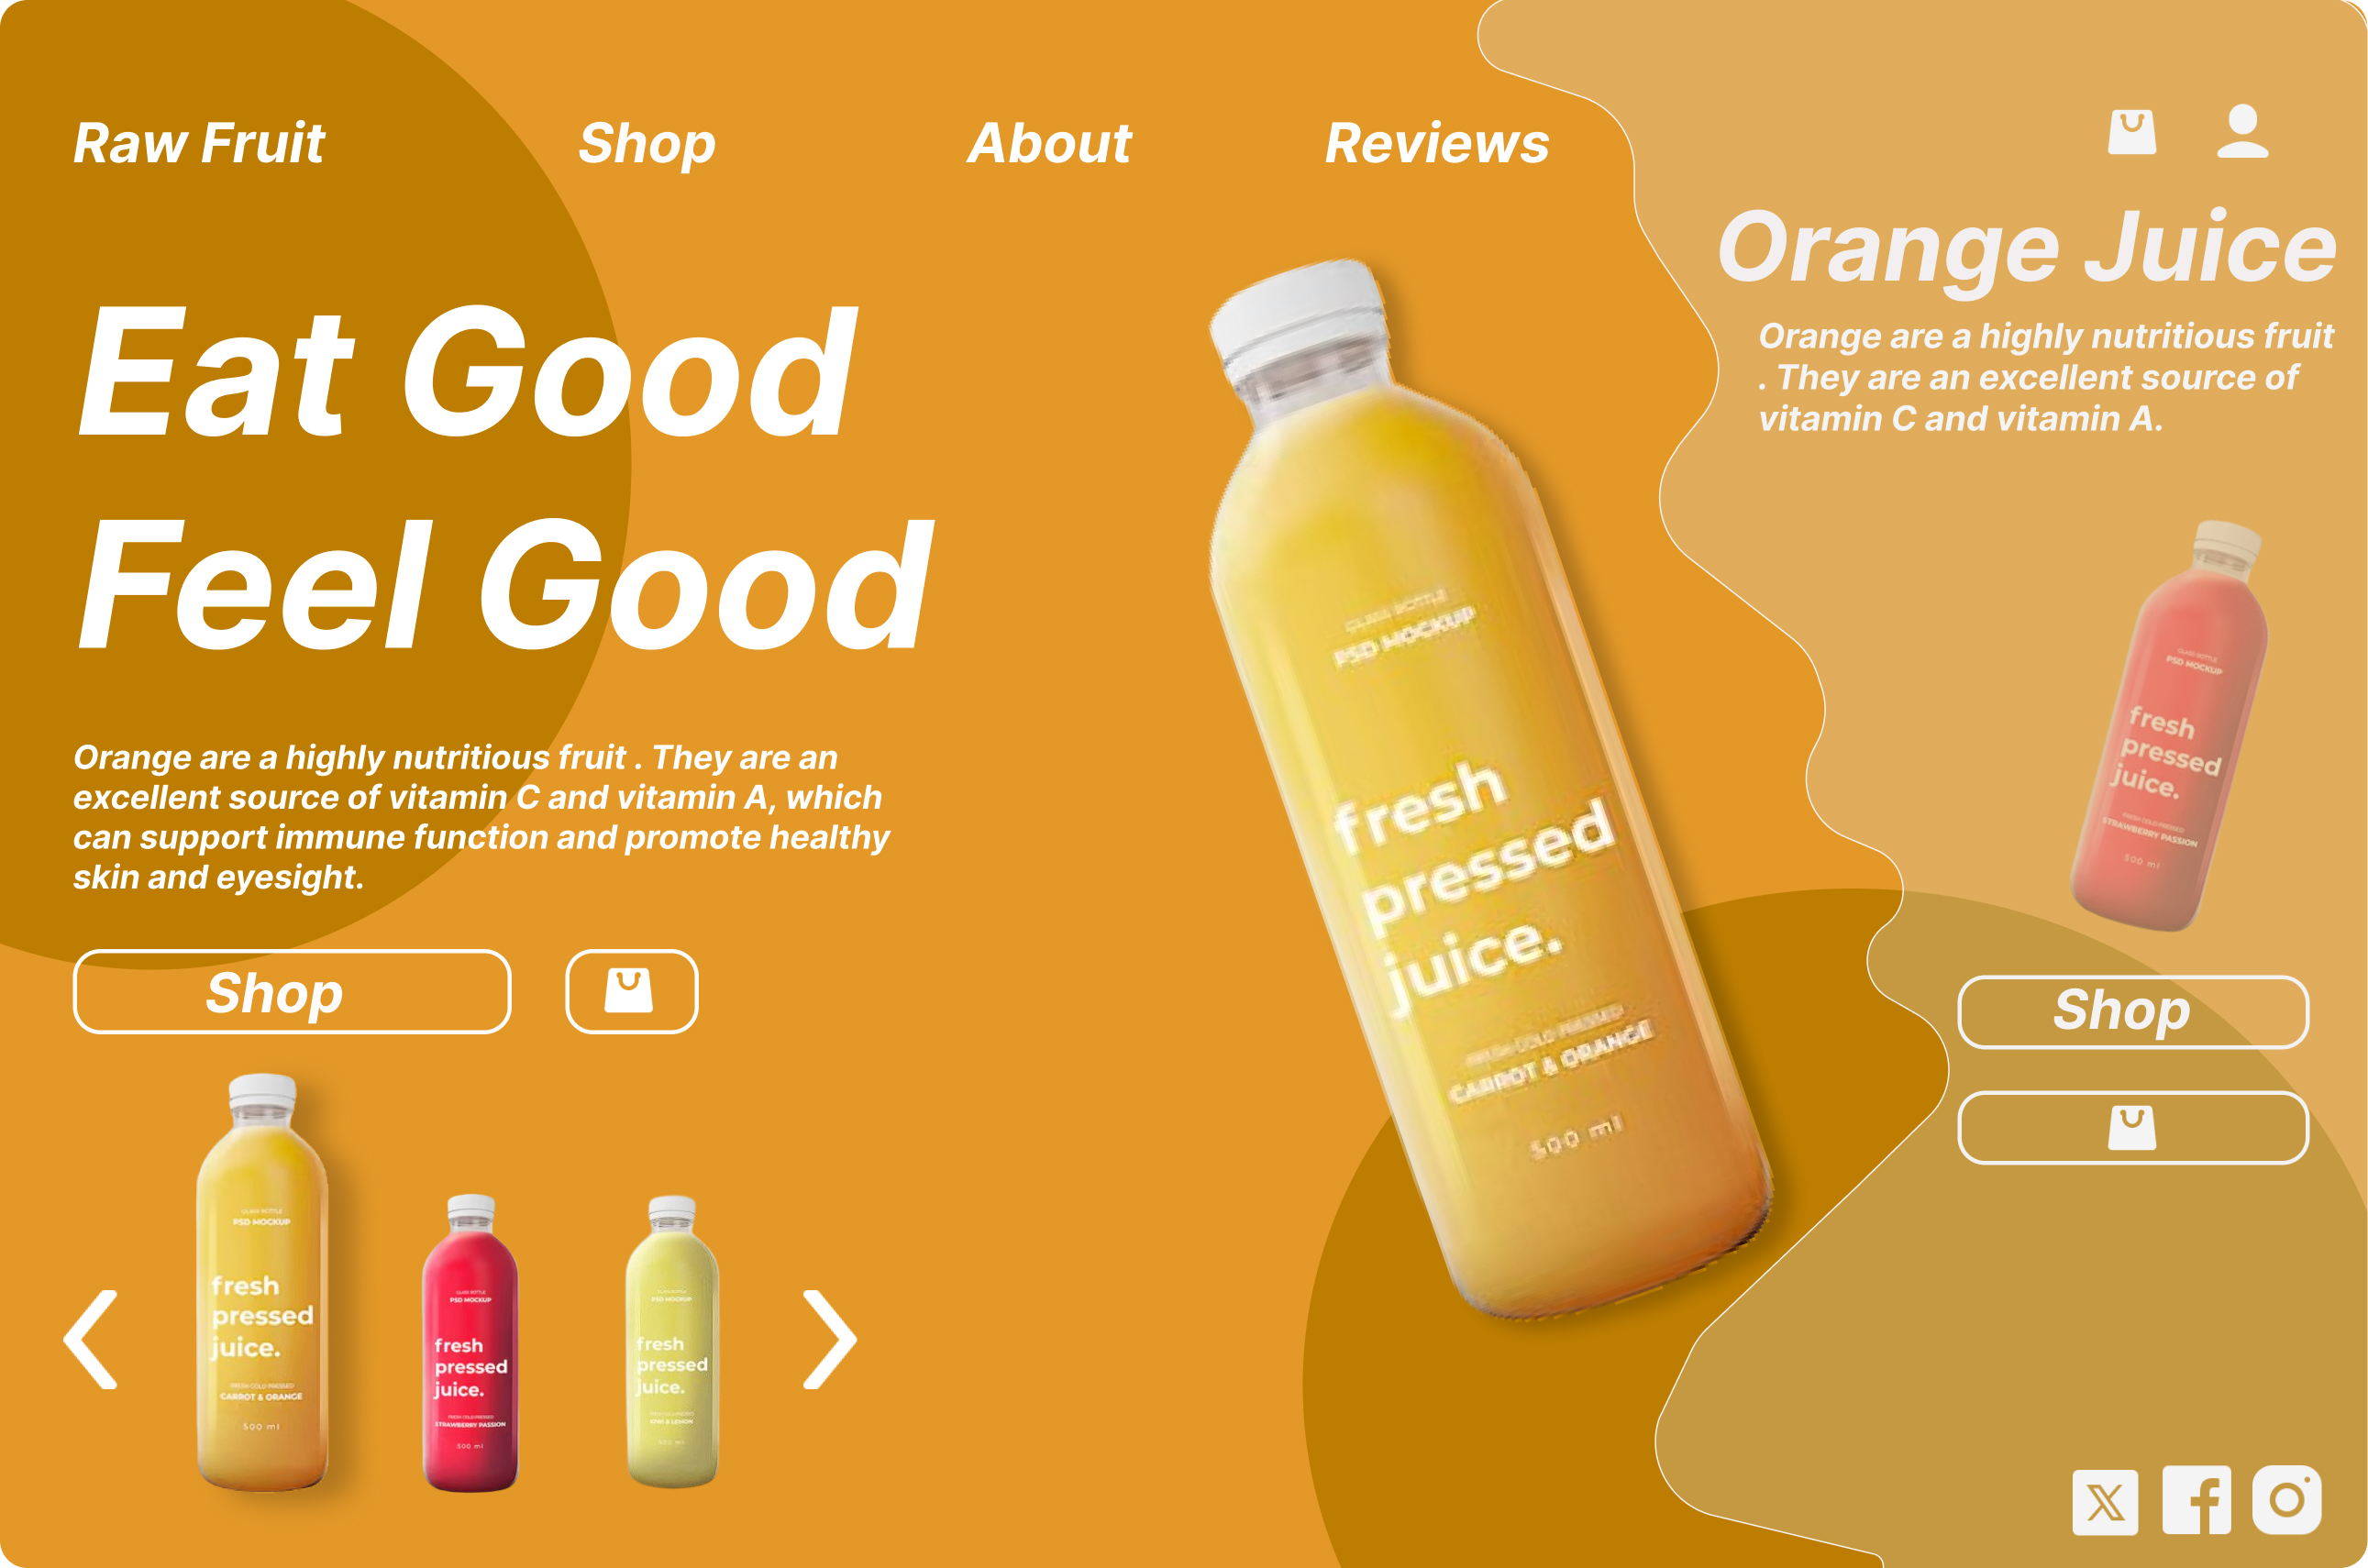 Raw Fruit
Shop
About
Reviews
Eat Good
Feel Good
Orange are a highly nutritious fruit . They are an
excellent source of vitamin C and vitamin A, which
can support immune function and promote healthy
skin and eyesight.
Shop
GLASS BOTTLE
PSD MOCKUP
fresh
pressed
juice.
FRESH COLD PRESSED
CARROT & ORANGE
500 ml
GLASS BOTTLE
PSD MOCKUP
fresh
pressed
juice.
FRESH COLD PRESSED
STRAWBERRY PASSION
500 ml
GLASS BOTTLE
PSD MOCKUP
fresh
pressed
juice.
FRESH COLD PRESSED
KIWI & LEMON
500 ml
GLASS BOTTLE
PSD MOCKUP
fresh
pressed
juice.
FRESH COLD PRESSED
CARROT & ORANGE
500 ml
Orange Juice
Orange are a highly nutritious fruit
. They are an excellent source of
vitamin C and vitamin A.
GLASS BOTTLE
PSD MOCKUP
fresh
pressed
juice.
FRESH COLD PRESSED
STRAWBERRY PASSION
500 ml
Shop